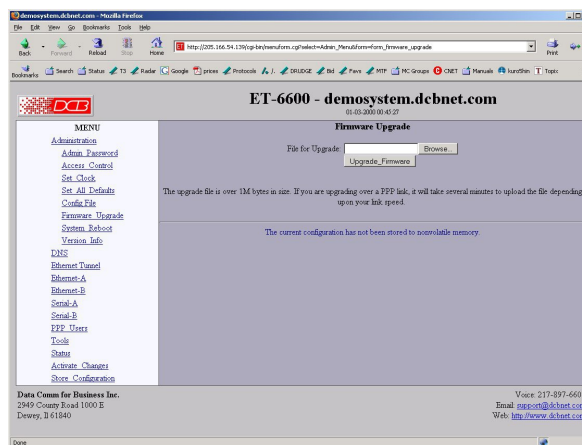 demosystem.dcbnet.com - Mozilla Firefox
File Edit View Go Bookmarks Tools Help
Back Forward Reload Stop Home http://205.166.54.139/cgi-bin/menuform.cgi?select=Admin_Menu&form=form_firmware_upgrade Print
Bookmarks Search Status T3 Radar Google prices Protocols /. DRUDGE Bid Favs MTF MC-Groups CNET Manuals kuro5hin Topix
DCB
ET-6600 - demosystem.dcbnet.com
01-03-2000 00:45:27
MENU
Administration
Admin Password
Access Control
Set Clock
Set All Defaults
Config File
Firmware Upgrade
System Reboot
Version Info
DNS
Ethernet Tunnel
Ethernet-A
Ethernet-B
Serial-A
Serial-B
PPP Users
Tools
Status
Activate Changes
Store Configuration
Firmware Upgrade
File for Upgrade: Browse...
Upgrade_Firmware
The upgrade file is over 1M bytes in size. If you are upgrading over a PPP link, it will take several minutes to upload the file depending
upon your link speed.
The current configuration has not been stored to nonvolatile memory.
Data Comm for Business Inc.
2949 County Road 1000 E
Dewey, Il 61840
Voice: 217-897-660
Email: support@dcbnet.com
Web: http://www.dcbnet.com
Done